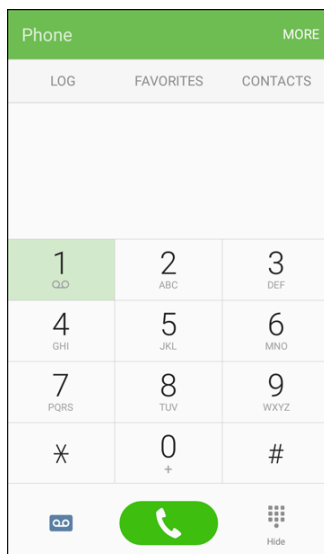 Phone MORE
LOG FAVORITES CONTACTS
1 2 3
ABC DEF
4 5 6
GHI JKL MNO
7 8 9
PQRS TUV WXYZ
* 0 #
+
Hide